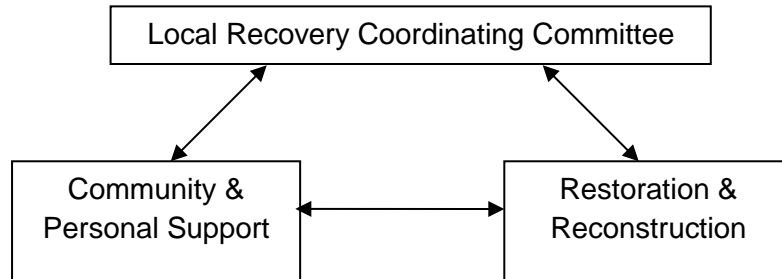 Local Recovery Coordinating Committee
Community &
Personal Support
Restoration &
Reconstruction